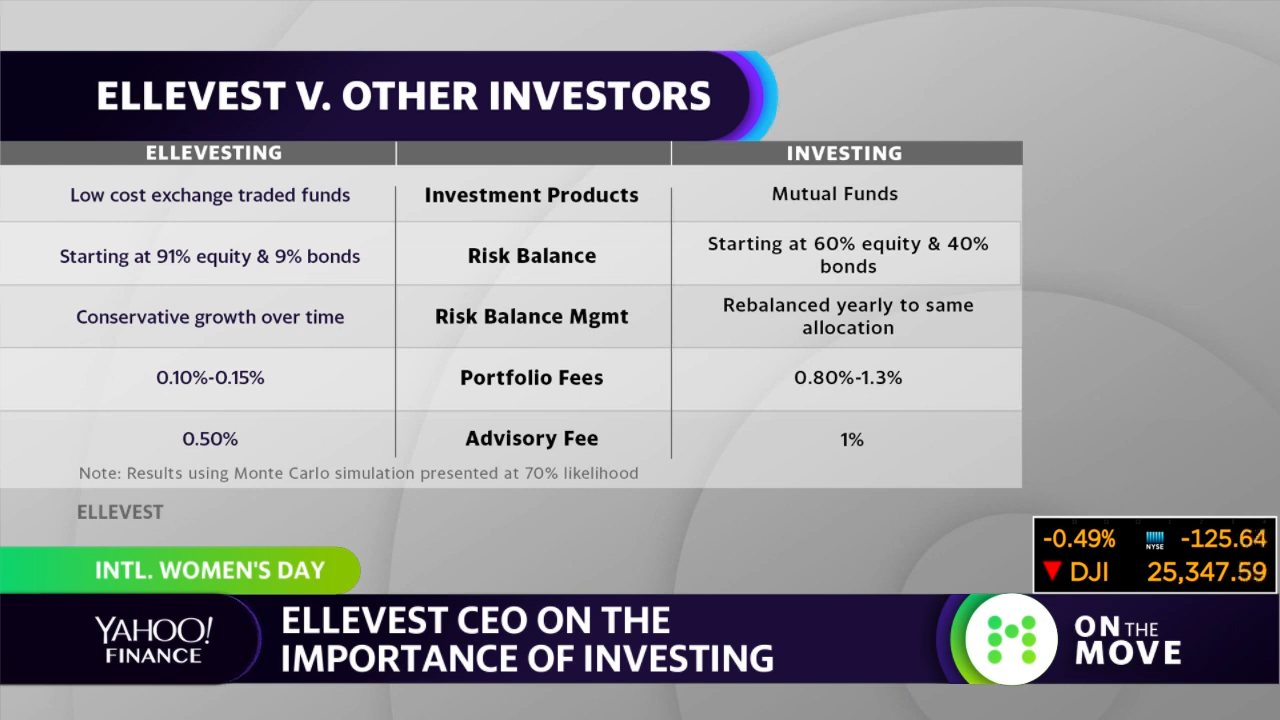 ELLEVEST V. OTHER INVESTORS
ELLEVESTING INVESTING
Low cost exchange traded funds Investment Products Mutual Funds
Starting at 91% equity & 9% bonds Risk Balance Starting at 60% equity & 40%
bonds
Conservative growth over time Risk Balance Mgmt Rebalanced yearly to same
allocation
0.10%-0.15% Portfolio Fees 0.80%-1.3%
0.50% Advisory Fee 1%
Note: Results using Monte Carlo simulation presented at 70% likelihood
ELLEVEST
-0.49% NYSE -125.64
DJI 25,347.59
INTL. WOMEN'S DAY
YAHOO!
FINANCE
ELLEVEST CEO ON THE
IMPORTANCE OF INVESTING
ON THE
MOVE